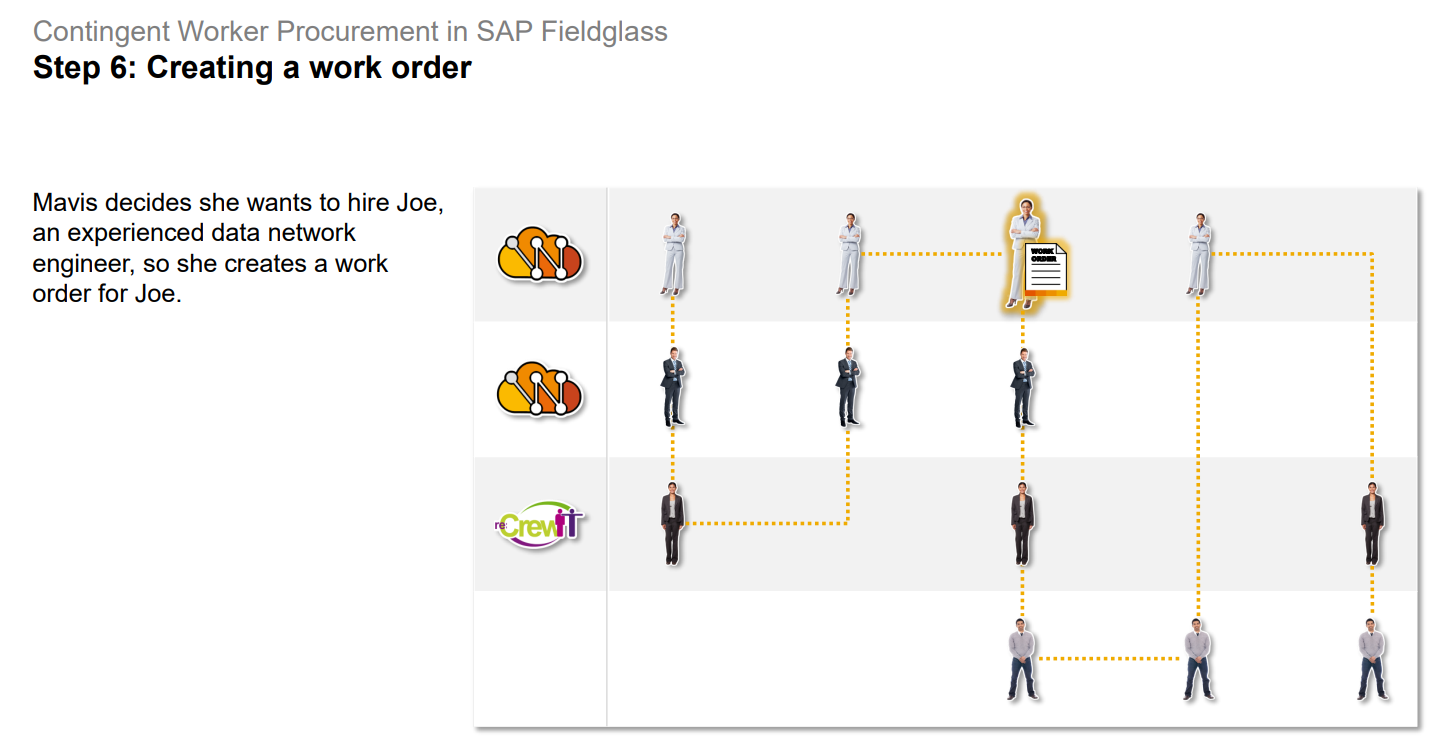 Contingent Worker Procurement in SAP Fieldglass
Step 6: Creating a work order
Mavis decides she wants to hire Joe,
an experienced data network
engineer, so she creates a work
order for Joe.
WORK
ORDER
re:CrewIT